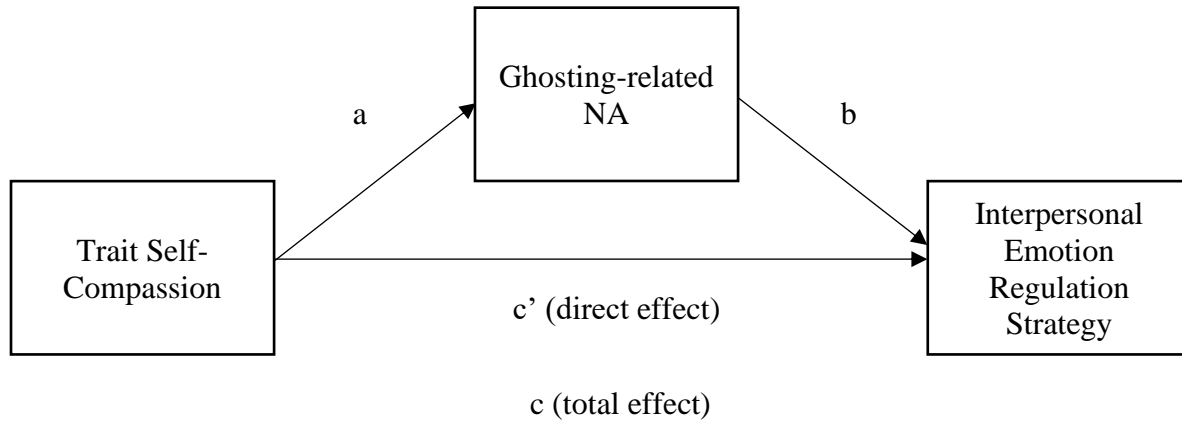 Ghosting-related
NA
a
b
Trait Self-
Compassion
Interpersonal
Emotion
Regulation
Strategy
c’ (direct effect)
c (total effect)